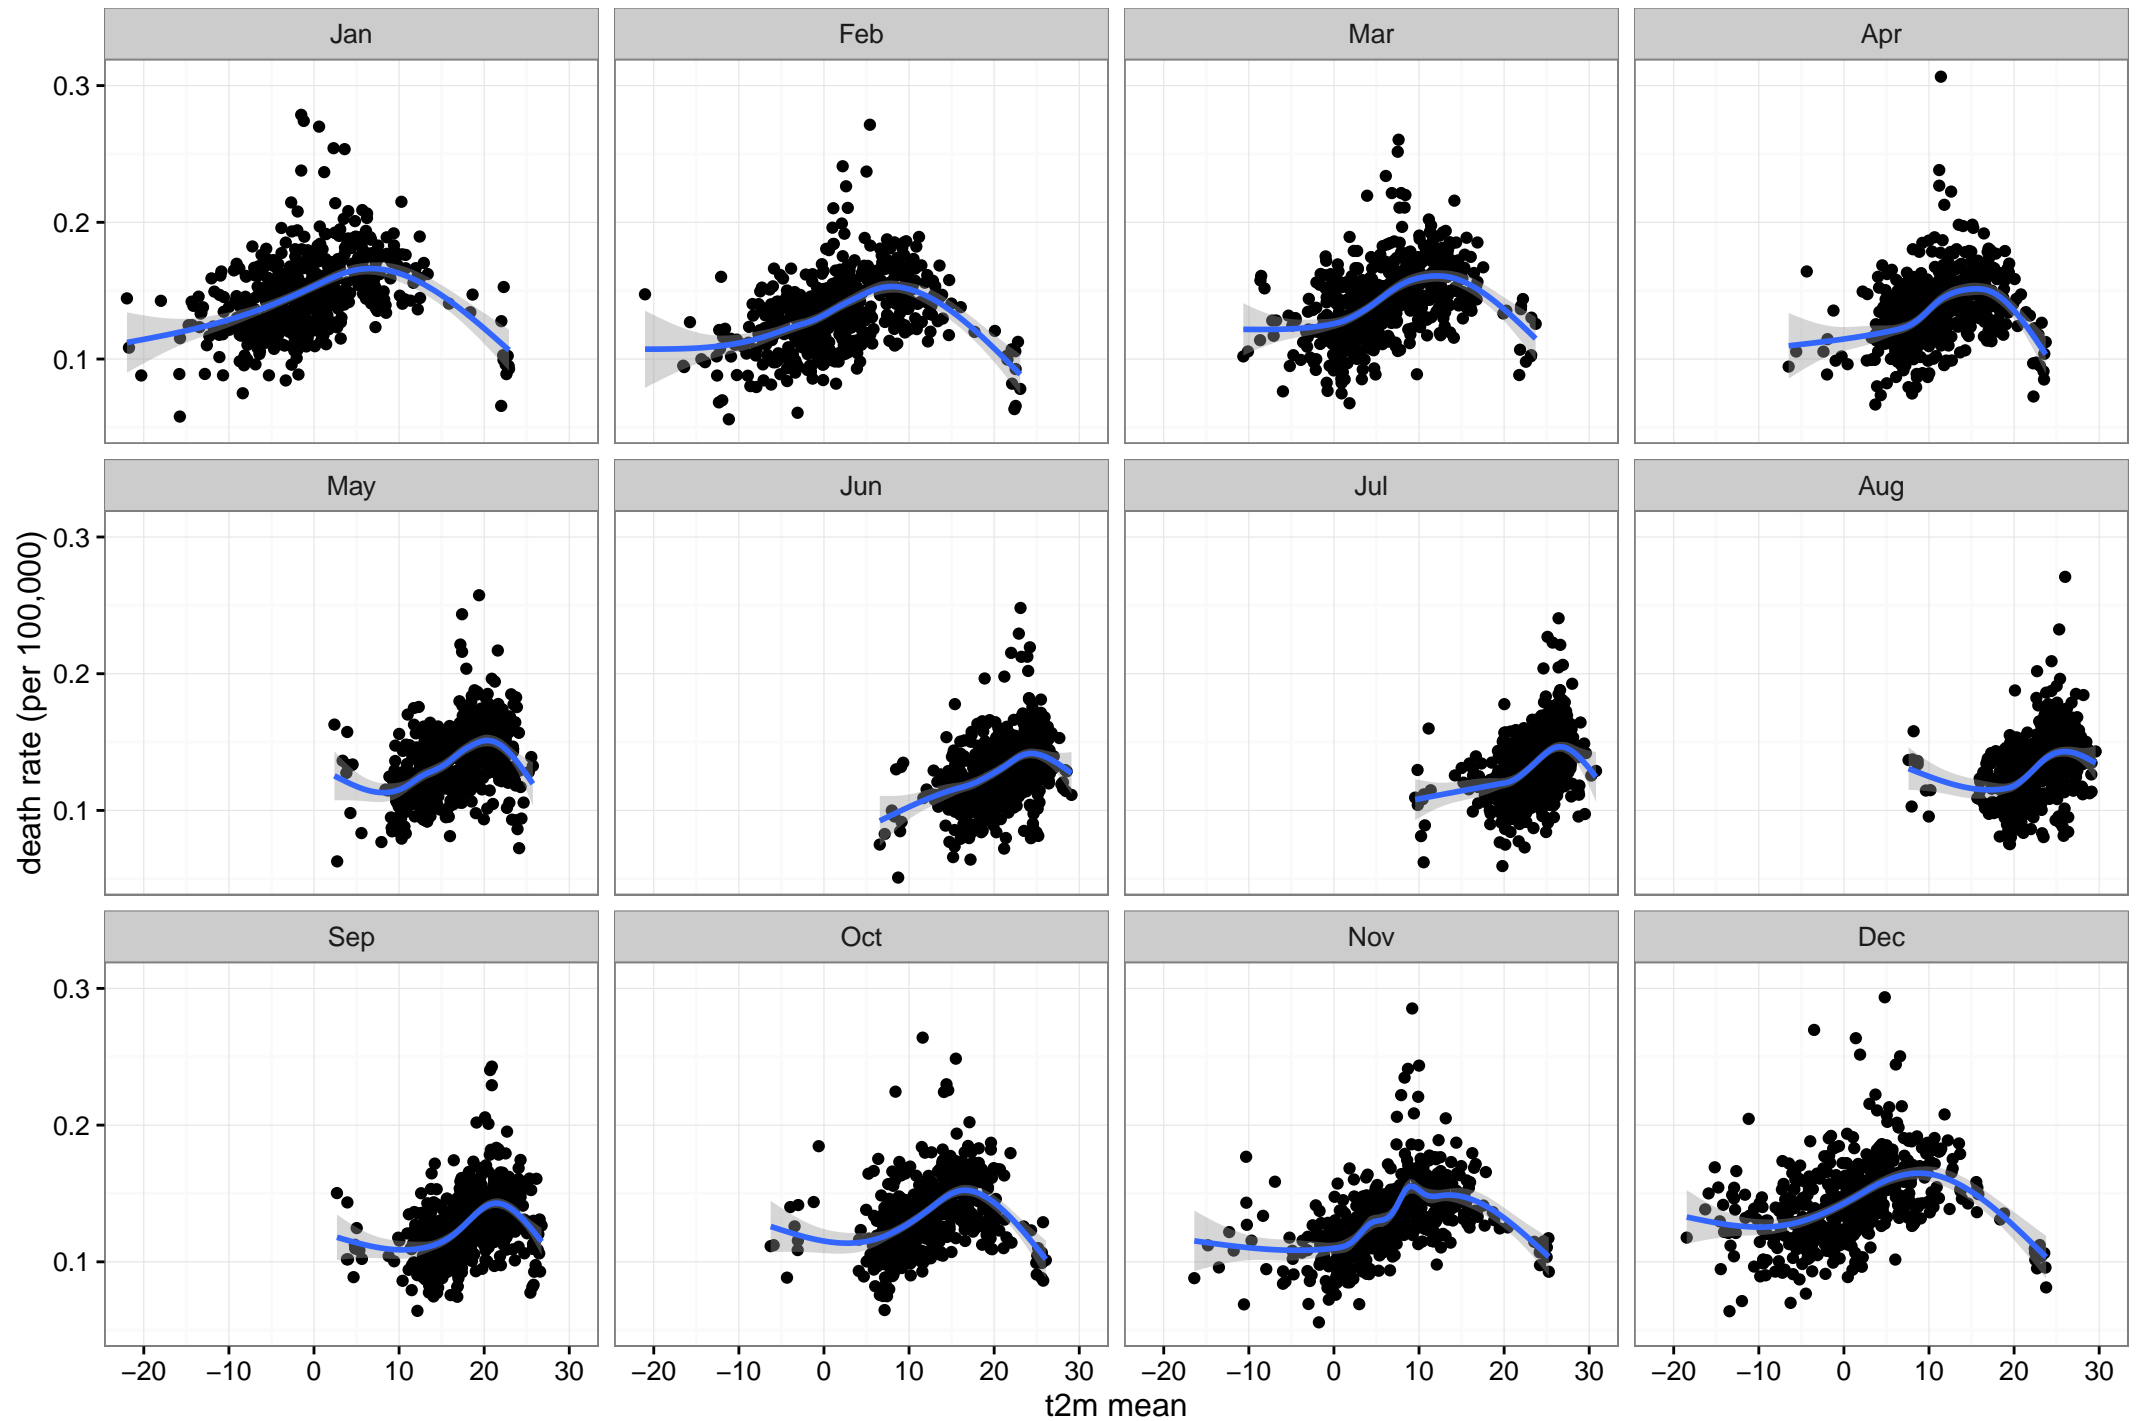 Jan Feb Mar Apr
0.3
0.2
0.1
May Jun Jul Aug
0.3
0.2
0.1
death rate (per 100,000)
Sep Oct Nov Dec
0.3
0.2
0.1
−20 −10 0 10 20 30 −20 −10 0 10 20 30 −20 −10 0 10 20 30 −20 −10 0 10 20 30
t2m mean